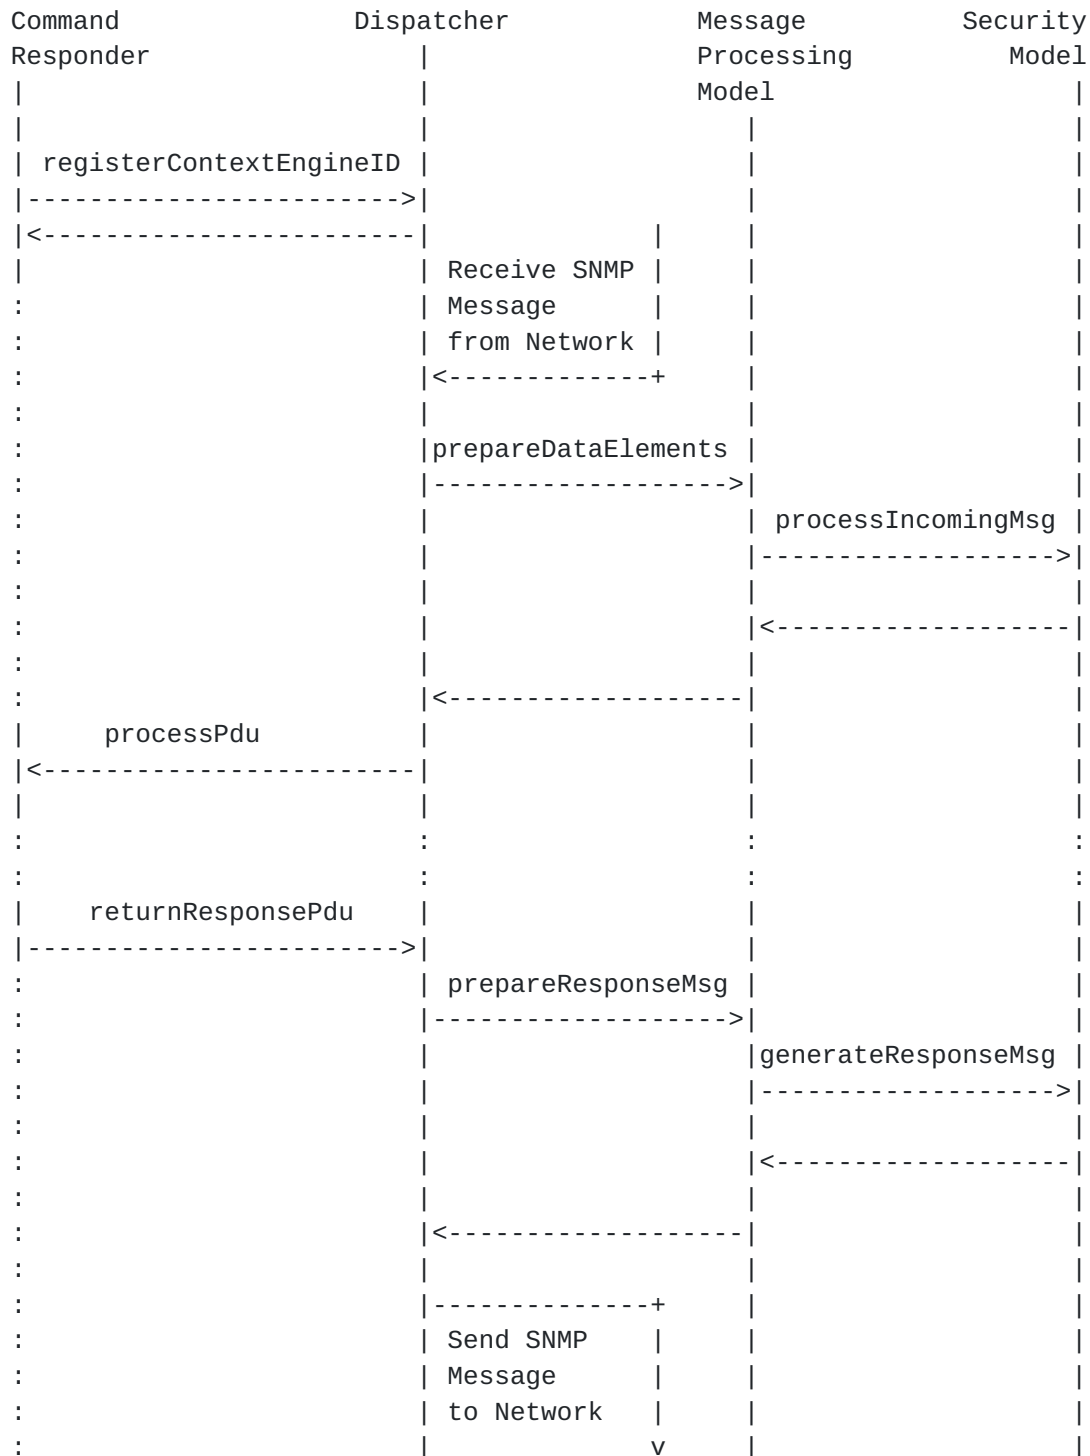 Command Dispatcher Message Security
Responder | Processing Model
| | Model |
| | | |
| registerContextEngineID | | |
|------------------------>| | |
|<------------------------| | | |
| | Receive SNMP | | |
: | Message | | |
: | from Network | | |
: |<-------------+ | |
: | | |
: |prepareDataElements | |
: |------------------->| |
: | | processIncomingMsg |
: | |------------------->|
: | | |
: | |<-------------------|
: | | |
: |<-------------------| |
| processPdu | | |
|<------------------------| | |
| | | |
: : : :
: : : :
| returnResponsePdu | | |
|------------------------>| | |
: | prepareResponseMsg | |
: |------------------->| |
: | |generateResponseMsg |
: | |------------------->|
: | | |
: | |<-------------------|
: | | |
: |<-------------------| |
: | | |
: |--------------+ | |
: | Send SNMP | | |
: | Message | | |
: | to Network | | |
: | v | |